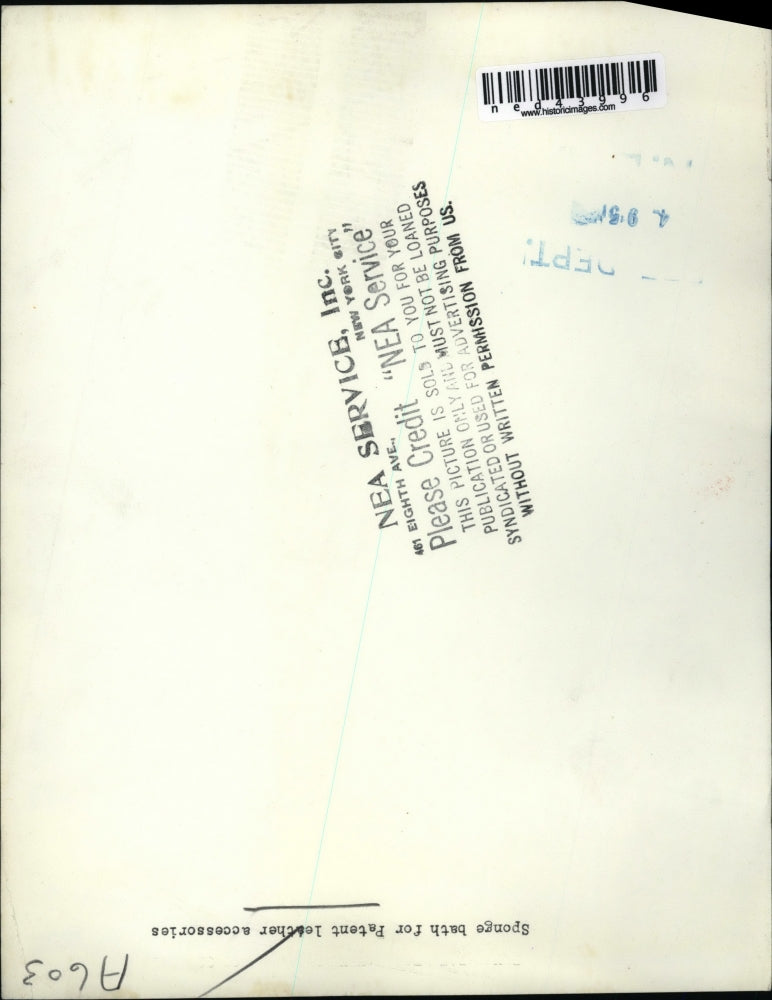 ned43996
www.historicimages.com
DEPT.
NEA SERVICE, Inc.
461 EIGHTH AVE., NEW YORK CITY
Please Credit "NEA Service"
THIS PICTURE IS SOLD TO YOU FOR YOUR
PUBLICATION ONLY AND MUST NOT BE LOANED
SYNDICATED OR USED FOR ADVERTISING PURPOSES
WITHOUT WRITTEN PERMISSION FROM US.
Sponge bath for Patent leather accessories
A603